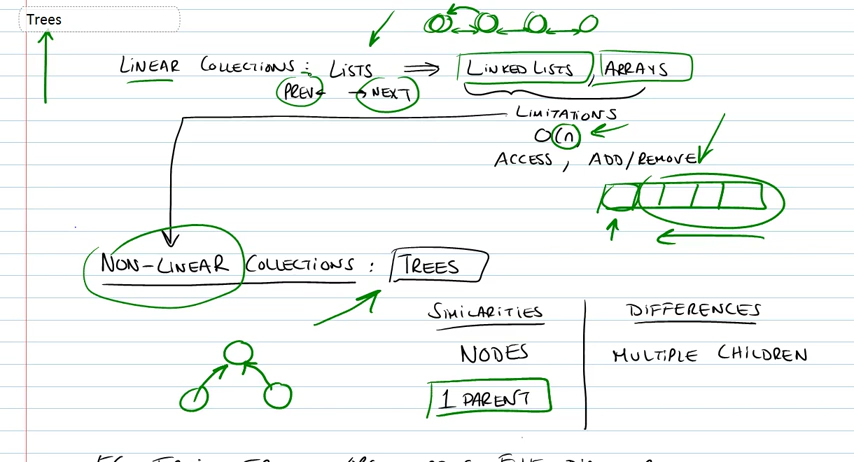 Trees
LINEAR COLLECTIONS : LISTS ⇒ LINKED LISTS, ARRAYS
PREV ← → NEXT
LIMITATIONS
O(n)
ACCESS, ADD/REMOVE
NON-LINEAR COLLECTIONS : TREES
SIMILARITIES DIFFERENCES
NODES MULTIPLE CHILDREN
1 PARENT